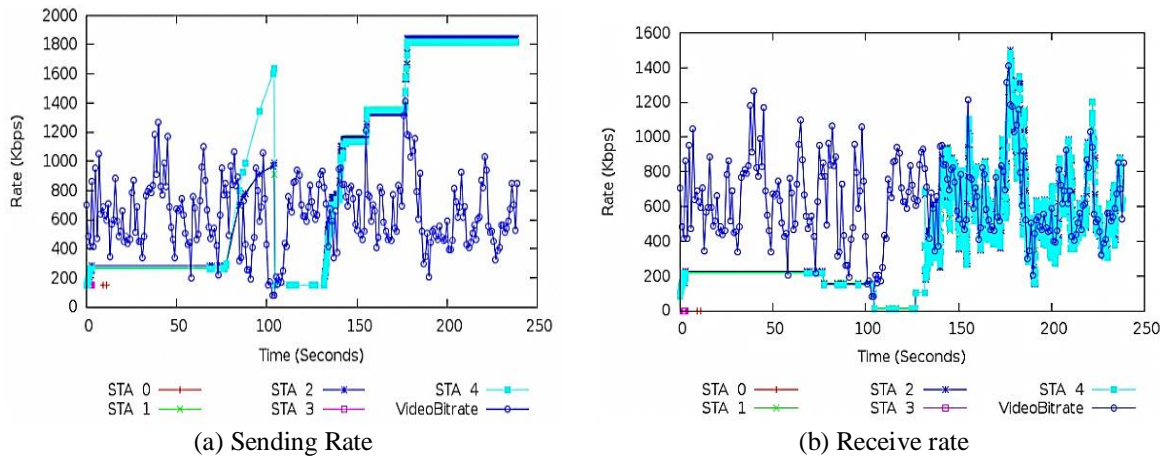 2000
1800
1600
1400
1200
1000
800
600
400
200
0
Rate (Kbps)
0 50 100 150 200 250
Time (Seconds)
STA 0 STA 2 STA 4
STA 1 STA 3 VideoBitrate
(a) Sending Rate
1600
1400
1200
1000
800
600
400
200
0
Rate (Kbps)
0 50 100 150 200 250
Time (Seconds)
STA 0 STA 2 STA 4
STA 1 STA 3 VideoBitrate
(b) Receive rate